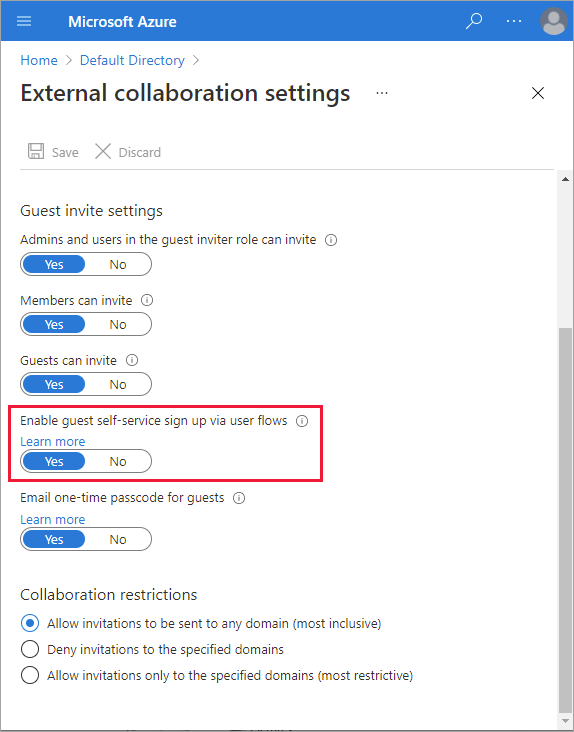 Microsoft Azure
Home > Default Directory >
External collaboration settings ...
Save Discard
Guest invite settings
Admins and users in the guest inviter role can invite
Yes No
Members can invite
Yes No
Guests can invite
Yes No
Enable guest self-service sign up via user flows
Learn more
Yes No
Email one-time passcode for guests
Learn more
Yes No
Collaboration restrictions
Allow invitations to be sent to any domain (most inclusive)
Deny invitations to the specified domains
Allow invitations only to the specified domains (most restrictive)